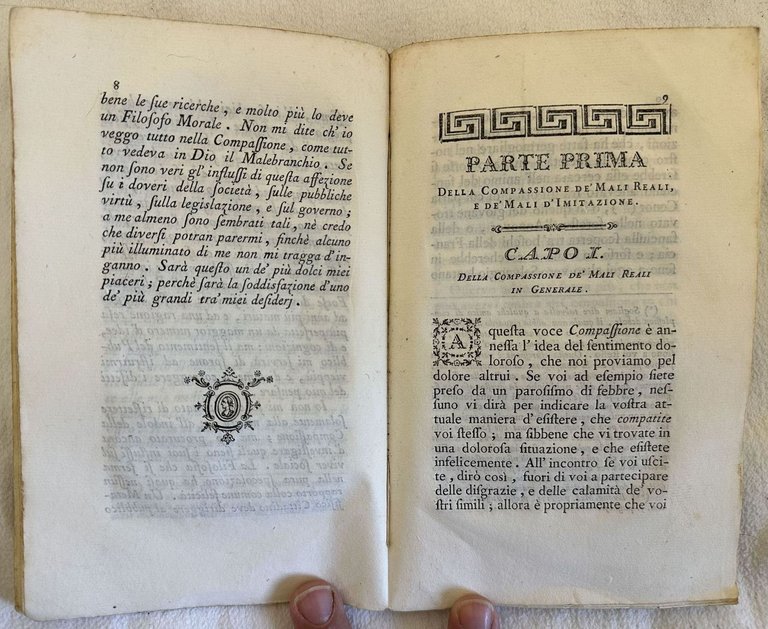 8
bene le ſue ricerche, e molto più lo deve
un Filoſofo Morale. Non mi dite ch' io
veggo tutto nella Compaſſione, come tut-
to vedeva in Dio il Malebranchio. Se
non sono veri gl' influſſi di queſta affezione
ſu i doveri della Società, ſulle pubbliche
virtù, ſulla legislazione, e ſul governo;
a me almeno ſono ſembrati tali, nè credo
che diverſi potran parermi, finchè alcuno
più illuminato di me non mi tragga d'in-
ganno. Sarà queſto un de' più dolci miei
piaceri; perchè ſarà la ſoddisfazione d'uno
de' più grandi tra' miei deſiderj.
9
PARTE PRIMA
DELLA COMPASSIONE DE' MALI REALI,
E DE' MALI D'IMITAZIONE.
CAPO I.
DELLA COMPASSIONE DE' MALI REALI
IN GENERALE.
A queſta voce Compaſſione è an-
neſſa l' idea del ſentimento do-
loroſo, che noi proviamo pel
dolore altrui. Se voi ad eſempio ſiete
preſo da un paroſiſmo di febbre, neſ-
ſuno vi dirà per indicare la voſtra at-
tuale maniera d'eſiſtere, che compatite
voi ſteſſo; ma ſibbene che vi trovate in
una doloroſa ſituazione, e che eſiſtete
infelicemente. All' incontro ſe voi uſci-
te, dirò così, fuori di voi a partecipare
delle diſgrazie, e delle calamità de' vo-
ſtri ſimili; allora è propriamente che voi